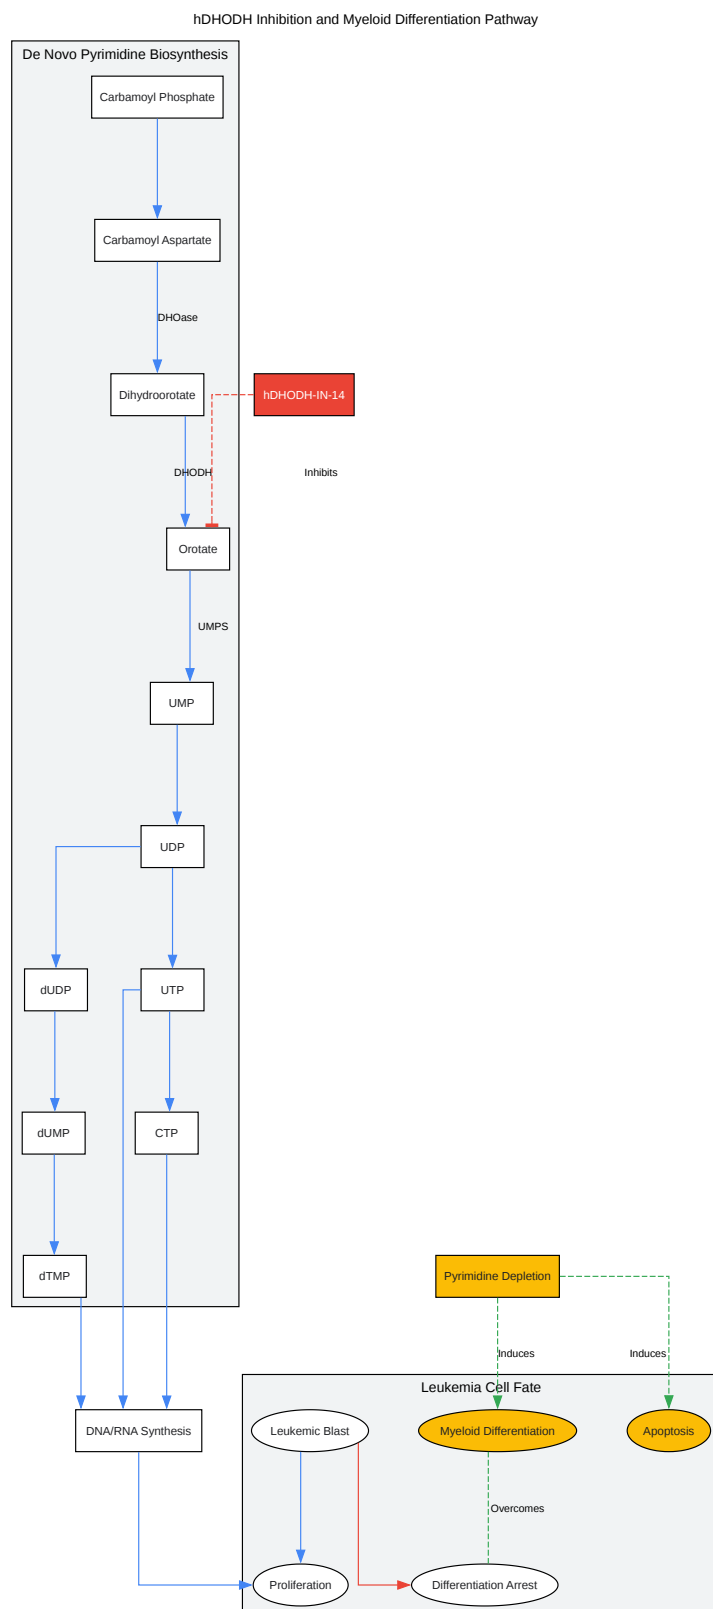 hDHODH Inhibition and Myeloid Differentiation Pathway
De Novo Pyrimidine Biosynthesis
Carbamoyl Phosphate
Carbamoyl Aspartate
DHOase
Dihydroorotate
hDHODH-IN-14
DHODH
Inhibits
Orotate
UMPS
UMP
UDP
dUDP
UTP
dUMP
CTP
dTMP
Pyrimidine Depletion
Induces
Induces
Leukemia Cell Fate
DNA/RNA Synthesis
Leukemic Blast
Myeloid Differentiation
Apoptosis
Overcomes
Proliferation
Differentiation Arrest